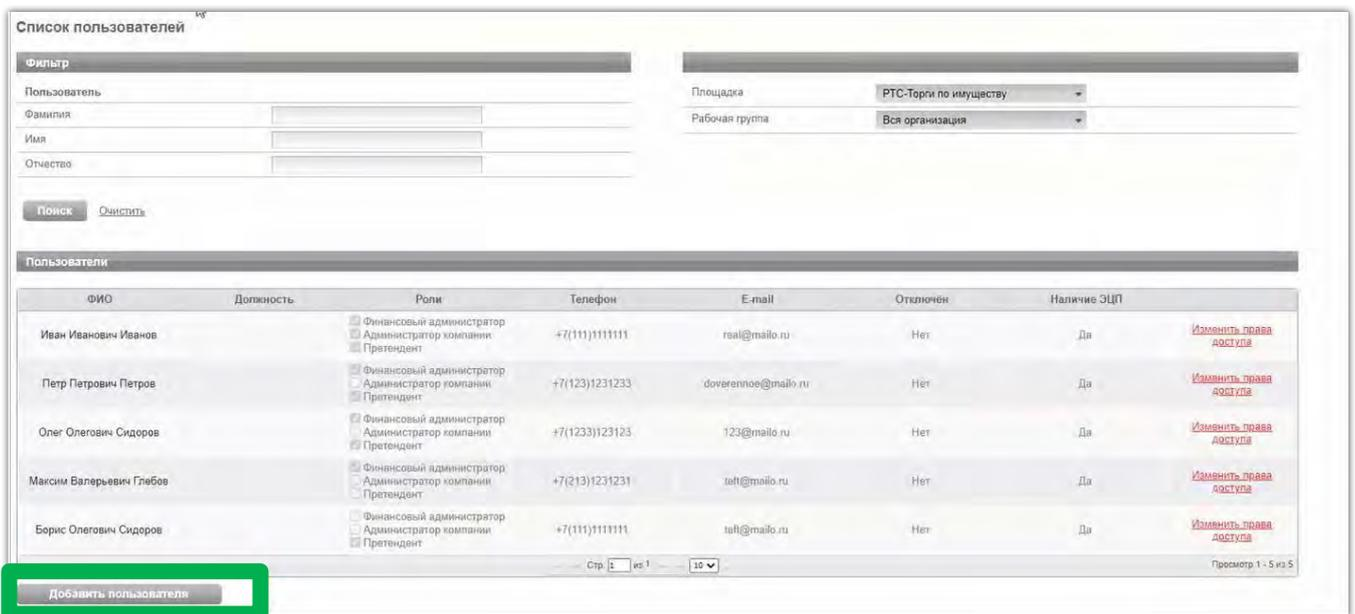 Список пользователей
Фильтр
Пользователь
Фамилия
Имя
Отчество
Площадка РТС-Торги по имуществу
Рабочая группа Вся организация
Поиск Очистить
Пользователи
ФИО Должность Роли Телефон E-mail Отключен Наличие ЭЦП
Иван Иванович Иванов Финансовый администратор Администратор компании Претендент +7(111)1111111 real@mailo.ru Нет Да Изменить права доступа
Петр Петрович Петров Финансовый администратор Администратор компании Претендент +7(123)1231233 doverennoe@mailo.ru Нет Да Изменить права доступа
Олег Олегович Сидоров Финансовый администратор Администратор компании Претендент +7(1233)123123 123@mailo.ru Нет Да Изменить права доступа
Максим Валерьевич Глебов Финансовый администратор Администратор компании Претендент +7(213)1231231 teft@mailo.ru Нет Да Изменить права доступа
Борис Олегович Сидоров Финансовый администратор Администратор компании Претендент +7(111)1111111 teft@mailo.ru Нет Да Изменить права доступа
Стр. 1 из 1 10 Просмотр 1 - 5 из 5
Добавить пользователя